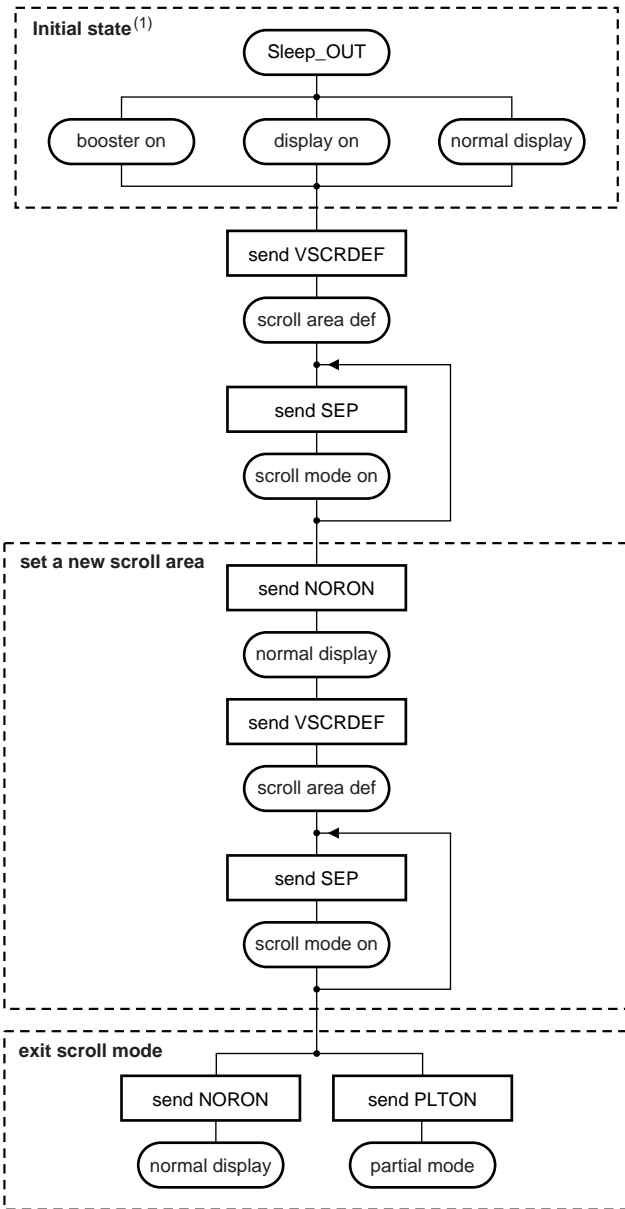 Initial state(1)
Sleep_OUT
booster on
display on
normal display
send VSCRDEF
scroll area def
send SEP
scroll mode on
set a new scroll area
send NORON
normal display
send VSCRDEF
scroll area def
send SEP
scroll mode on
exit scroll mode
send NORON
send PLTON
normal display
partial mode